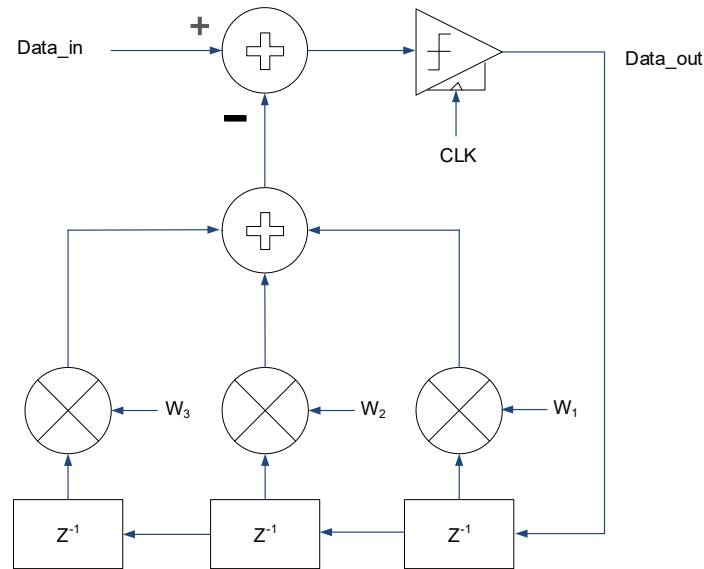 +
Data_in
Data_out
−
CLK
W₃
W₂
W₁
Z⁻¹
Z⁻¹
Z⁻¹